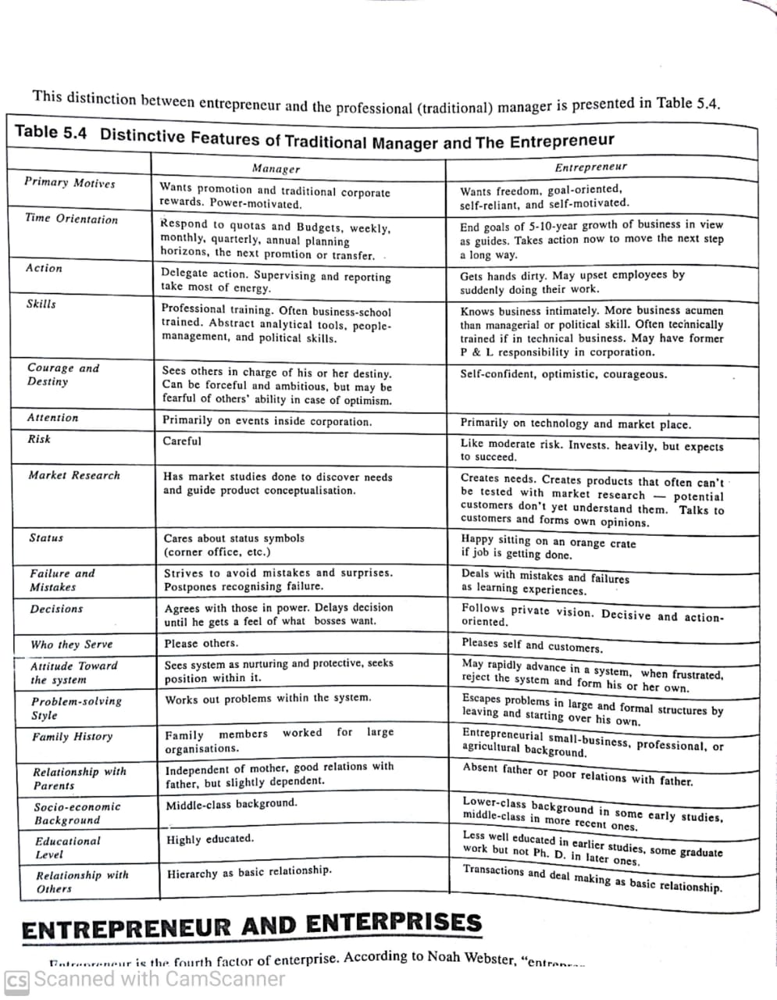 This distinction between entrepreneur and the professional (traditional) manager is presented in Table 5.4.
Table 5.4 Distinctive Features of Traditional Manager and The Entrepreneur
Manager
Entrepreneur
Primary Motives
Wants promotion and traditional corporate
rewards. Power-motivated.
Wants freedom, goal-oriented,
self-reliant, and self-motivated.
Time Orientation
Respond to quotas and Budgets, weekly,
monthly, quarterly, annual planning
horizons, the next promtion or transfer.
End goals of 5-10-year growth of business in view
as guides. Takes action now to move the next step
a long way.
Action
Delegate action. Supervising and reporting
take most of energy.
Gets hands dirty. May upset employees by
suddenly doing their work.
Skills
Professional training. Often business-school
trained. Abstract analytical tools, people-
management, and political skills.
Knows business intimately. More business acumen
than managerial or political skill. Often technically
trained if in technical business. May have former
P & L responsibility in corporation.
Courage and
Destiny
Sees others in charge of his or her destiny.
Can be forceful and ambitious, but may be
fearful of others' ability in case of optimism.
Self-confident, optimistic, courageous.
Attention
Primarily on events inside corporation.
Primarily on technology and market place.
Risk
Careful
Like moderate risk. Invests. heavily, but expects
to succeed.
Market Research
Has market studies done to discover needs
and guide product conceptualisation.
Creates needs. Creates products that often can't
be tested with market research — potential
customers don't yet understand them. Talks to
customers and forms own opinions.
Status
Cares about status symbols
(corner office, etc.)
Happy sitting on an orange crate
if job is getting done.
Failure and
Mistakes
Strives to avoid mistakes and surprises.
Postpones recognising failure.
Deals with mistakes and failures
as learning experiences.
Decisions
Agrees with those in power. Delays decision
until he gets a feel of what bosses want.
Follows private vision. Decisive and action-
oriented.
Who they Serve
Please others.
Pleases self and customers.
Attitude Toward
the system
Sees system as nurturing and protective, seeks
position within it.
May rapidly advance in a system, when frustrated,
reject the system and form his or her own.
Problem-solving
Style
Works out problems within the system.
Escapes problems in large and formal structures by
leaving and starting over his own.
Family History
Family members worked for large
organisations.
Entrepreneurial small-business, professional, or
agricultural background.
Relationship with
Parents
Independent of mother, good relations with
father, but slightly dependent.
Absent father or poor relations with father.
Socio-economic
Background
Middle-class background.
Lower-class background in some early studies,
middle-class in more recent ones.
Educational
Level
Highly educated.
Less well educated in earlier studies, some graduate
work but not Ph. D. in later ones.
Relationship with
Others
Hierarchy as basic relationship.
Transactions and deal making as basic relationship.
ENTREPRENEUR AND ENTERPRISES
Entrepreneur is the fourth factor of enterprise. According to Noah Webster,
CS Scanned with CamScanner